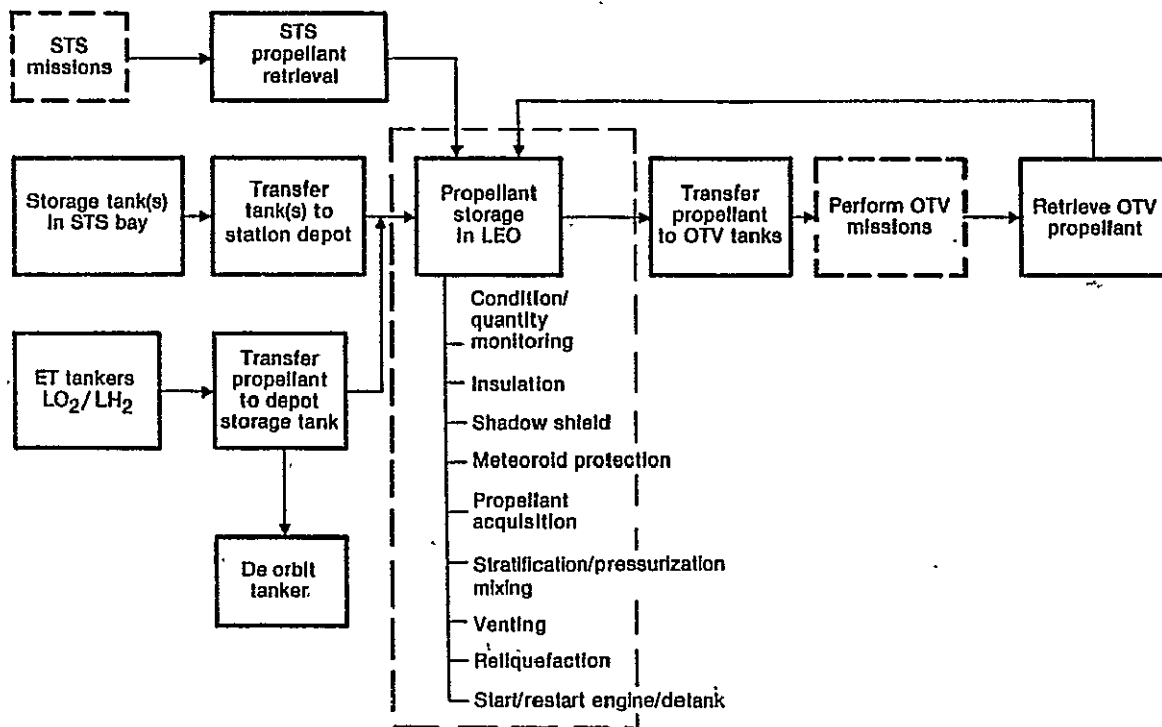 STS
missions
STS
propellant
retrieval
Storage tank(s)
in STS bay
Transfer
tank(s) to
station depot
Propellant
storage
in LEO
Transfer
propellant
to OTV tanks
Perform OTV
missions
Retrieve OTV
propellant
ET tankers
LO₂/LH₂
Transfer
propellant
to depot
storage tank
De orbit
tanker
Condition/
quantity
monitoring
Insulation
Shadow shield
Meteoroid protection
Propellant
acquisition
Stratification/pressurization
mixing
Venting
Reliquefaction
Start/restart engine/detank